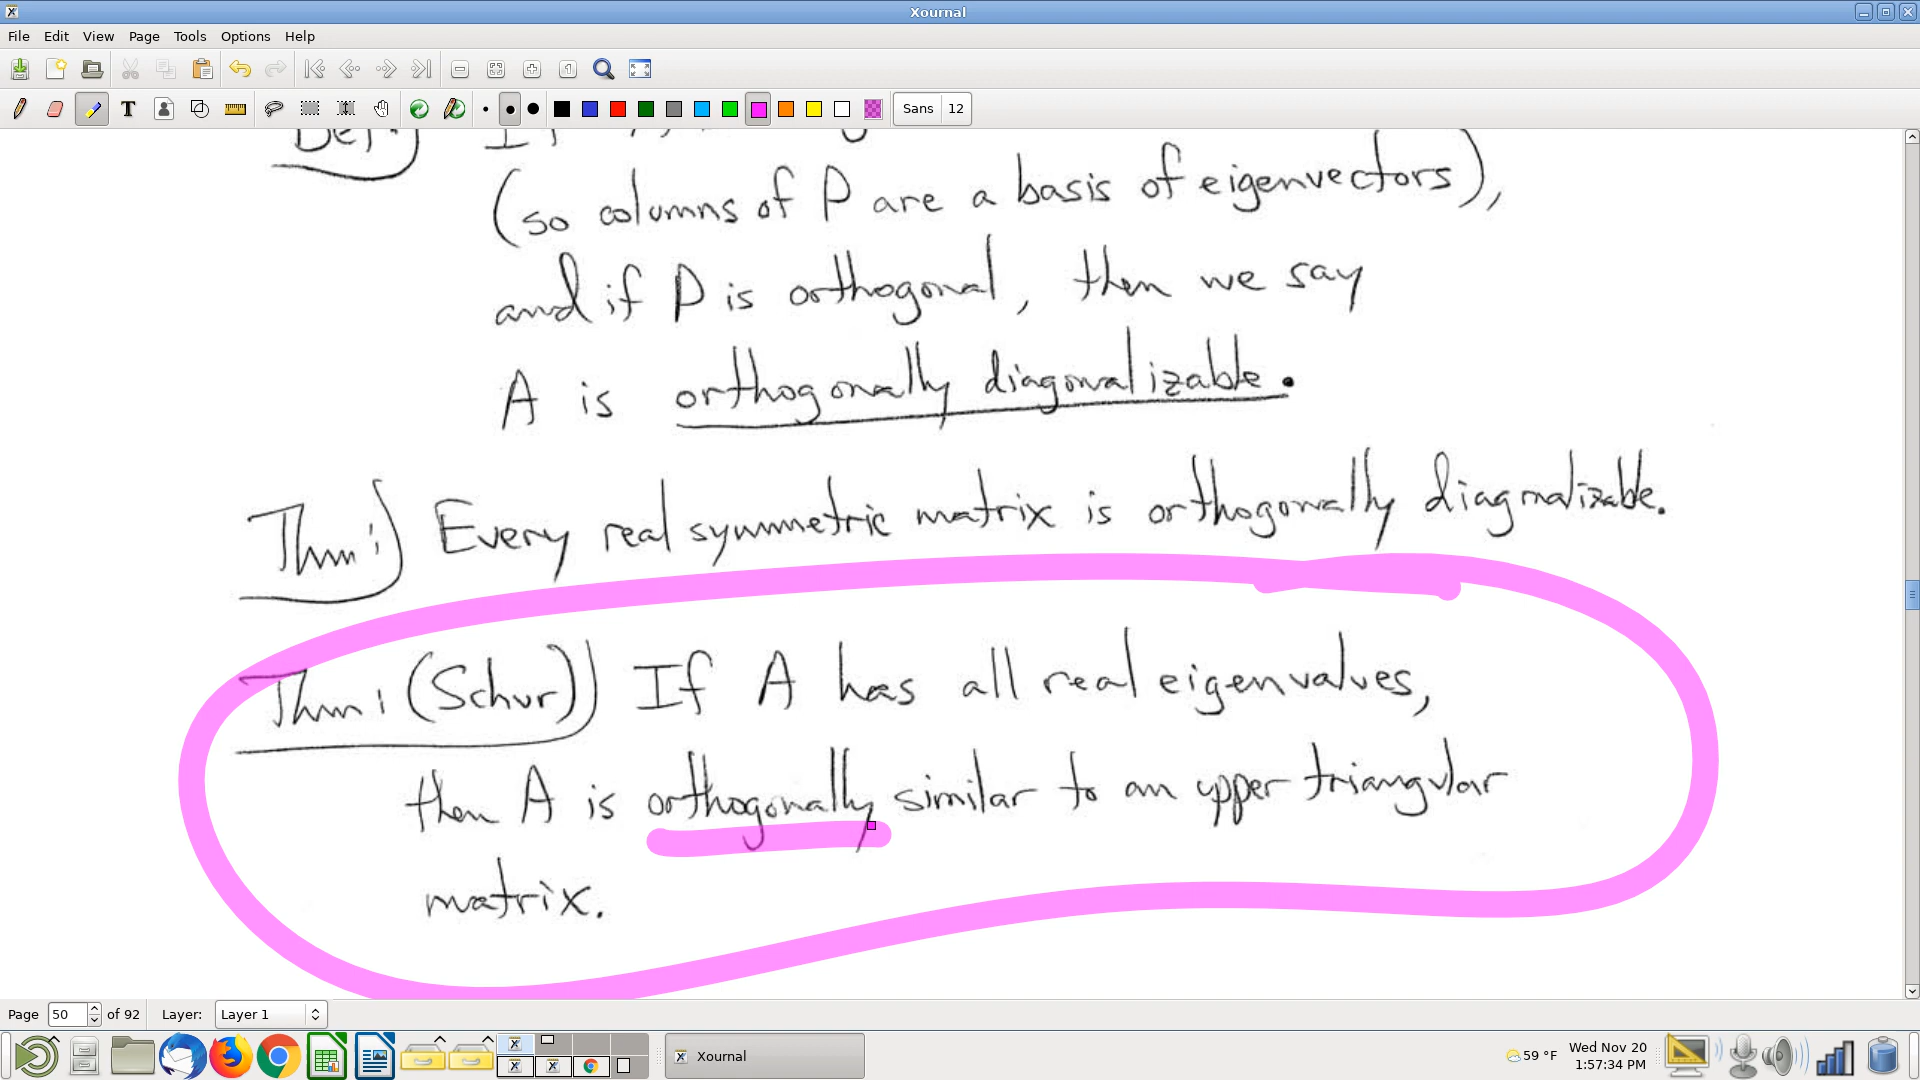 Xournal
File Edit View Page Tools Options Help
Sans 12
Def:
(so columns of P are a basis of eigenvectors),
and if P is orthogonal, then we say
A is orthogonally diagonalizable.
Thm: Every real symmetric matrix is orthogonally diagnalizable.
Thm: (Schur) If A has all real eigenvalues,
then A is orthogonally similar to an upper triangular
matrix.
Page 50 of 92 Layer: Layer 1
Xournal
59 °F
Wed Nov 20
1:57:34 PM